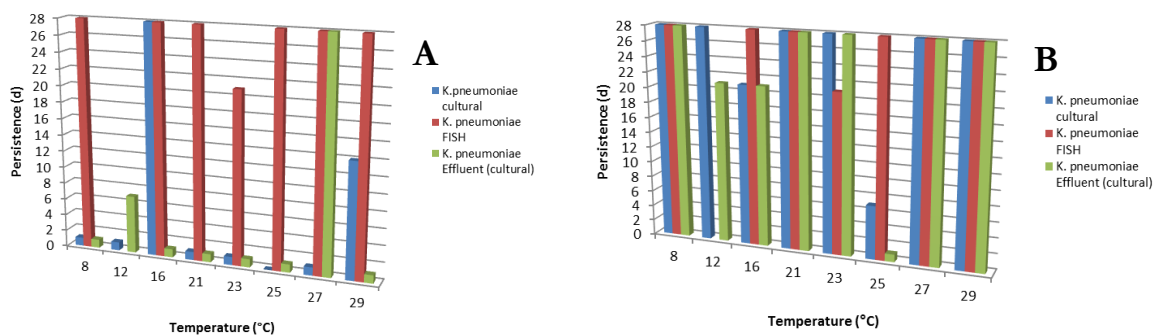 28
26
24
22
20
18
16
14
12
10
8
6
4
2
0
Persistence (d)
8 12 16 21 23 25 27 29
Temperature (°C)
A
K.pneumoniae
cultural
K. pneumoniae
FISH
K. pneumoniae
Effluent (cultural)
28
26
24
22
20
18
16
14
12
10
8
6
4
2
0
Persistence (d)
8 12 16 21 23 25 27 29
Temperature (°C)
B
K. pneumoniae
cultural
K. pneumoniae
FISH
K. pneumoniae
Effluent (cultural)